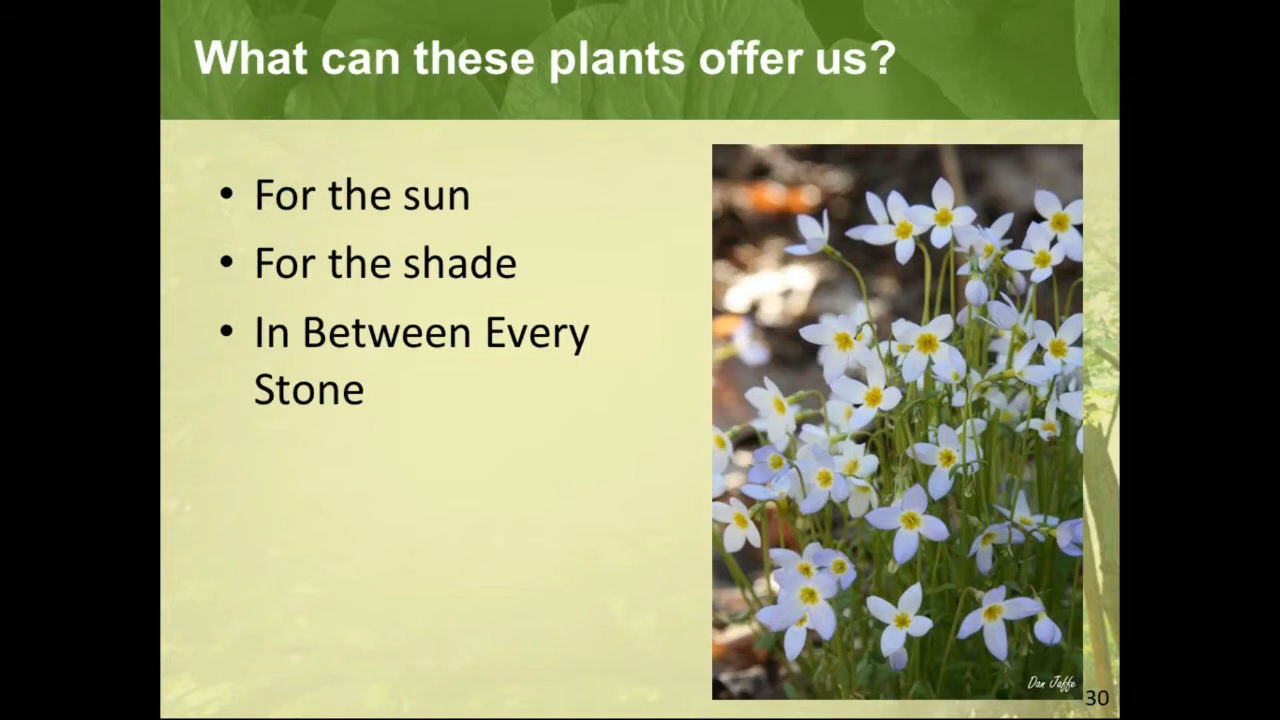 What can these plants offer us?
• For the sun
• For the shade
• In Between Every
Stone
Dan Jaffe
30